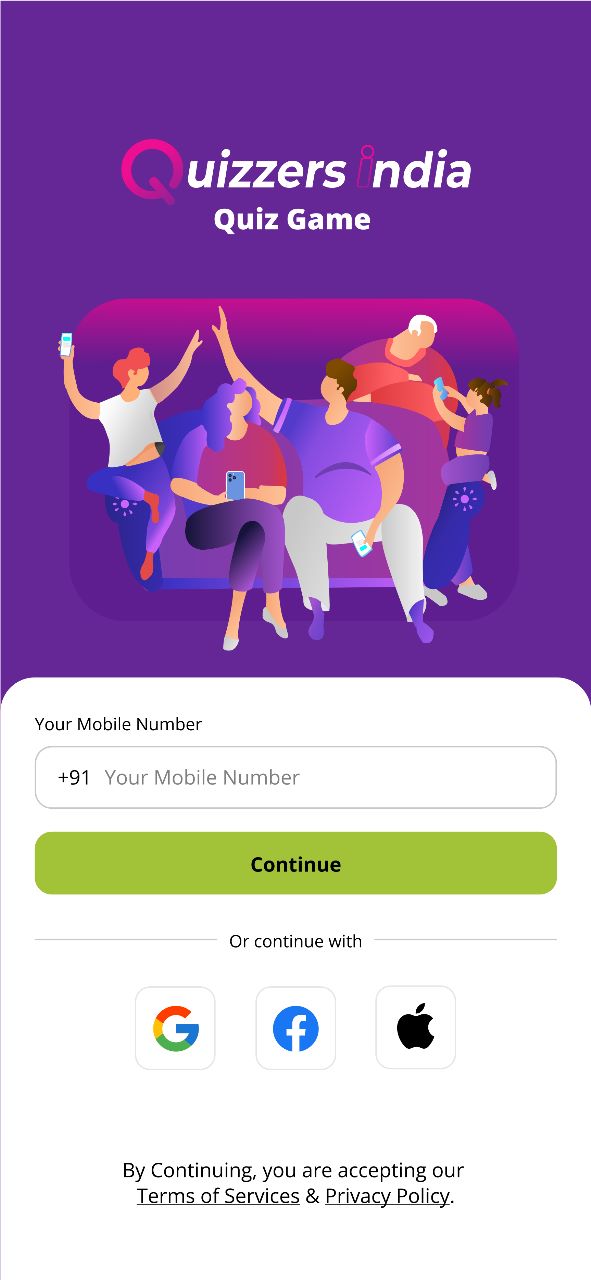 Quizzers india
Quiz Game
Your Mobile Number
+91 Your Mobile Number
Continue
Or continue with
By Continuing, you are accepting our
Terms of Services & Privacy Policy.